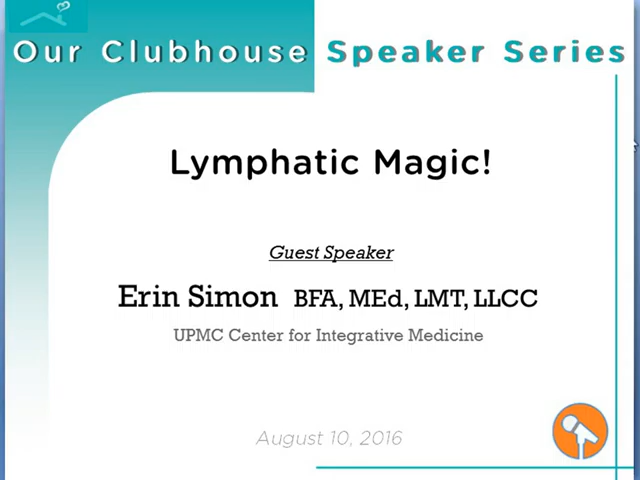 Our Clubhouse Speaker Series
Lymphatic Magic!
Guest Speaker
Erin Simon BFA, MEd, LMT, LLCC
UPMC Center for Integrative Medicine
August 10, 2016